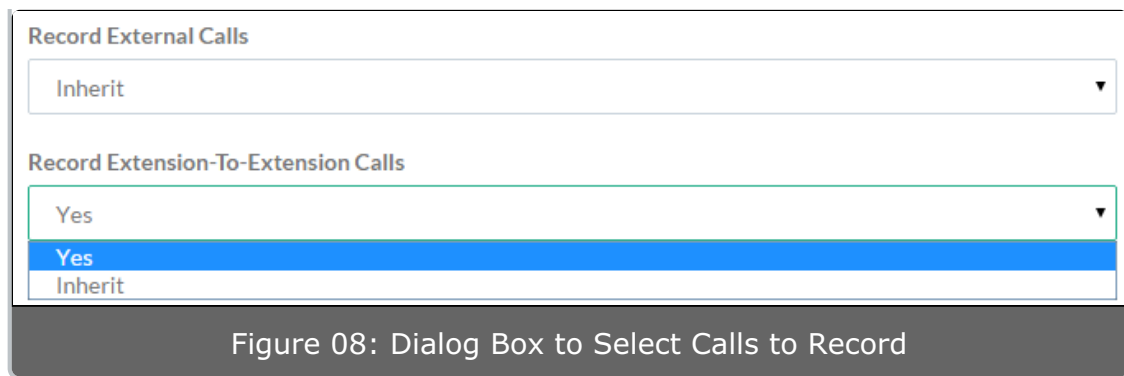 Record External Calls
Inherit
Record Extension-To-Extension Calls
Yes
Yes
Inherit
Figure 08: Dialog Box to Select Calls to Record